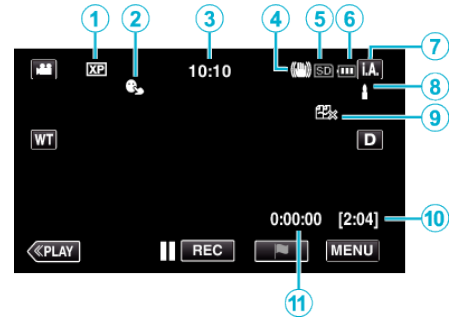 1 2 3 4 5 6 7
XP 10:10 SD i.A.
8
9
WT D
0:00:00 [2:04] 10
≪PLAY REC MENU
11